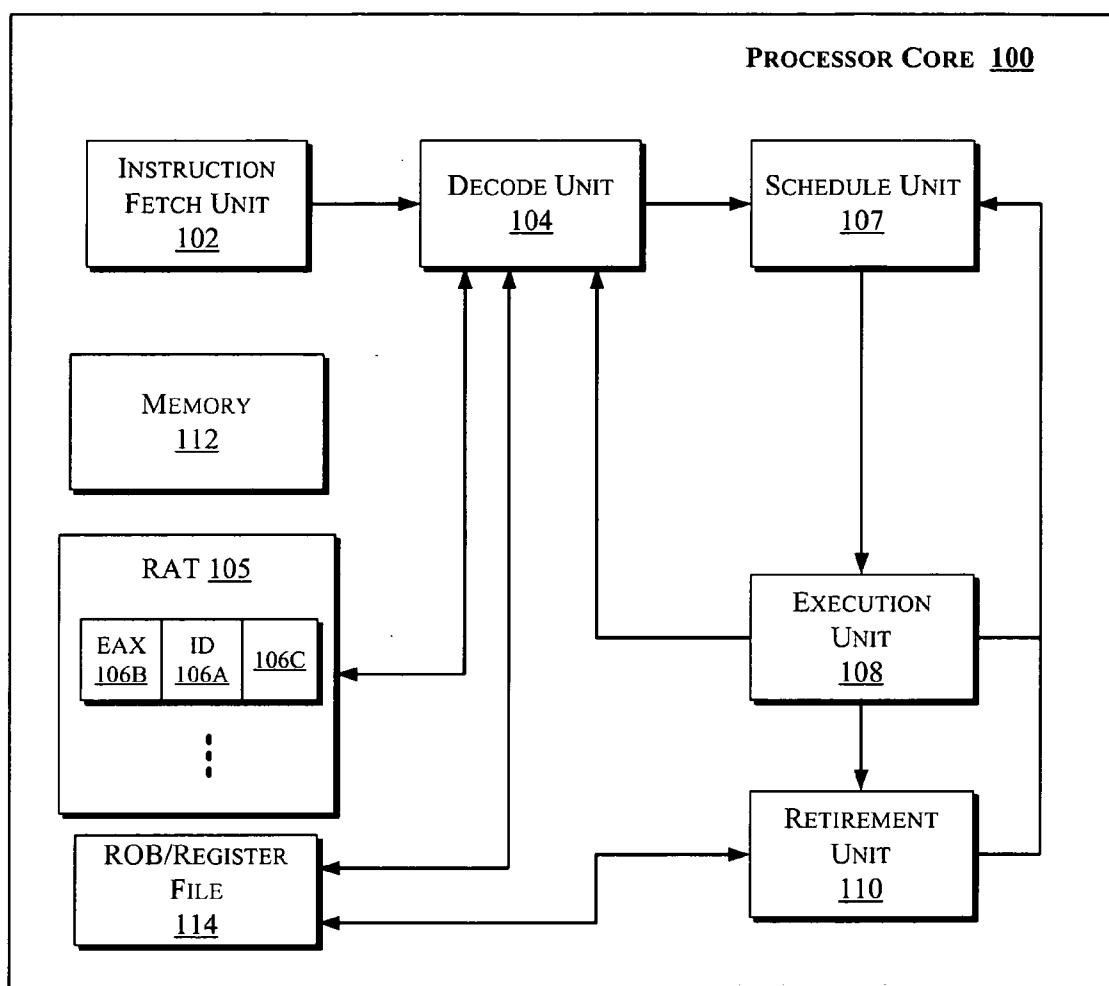 PROCESSOR CORE 100
INSTRUCTION
FETCH UNIT
102
DECODE UNIT
104
SCHEDULE UNIT
107
MEMORY
112
RAT 105
EAX
106B
ID
106A
106C
EXECUTION
UNIT
108
ROB/REGISTER
FILE
114
RETIREMENT
UNIT
110